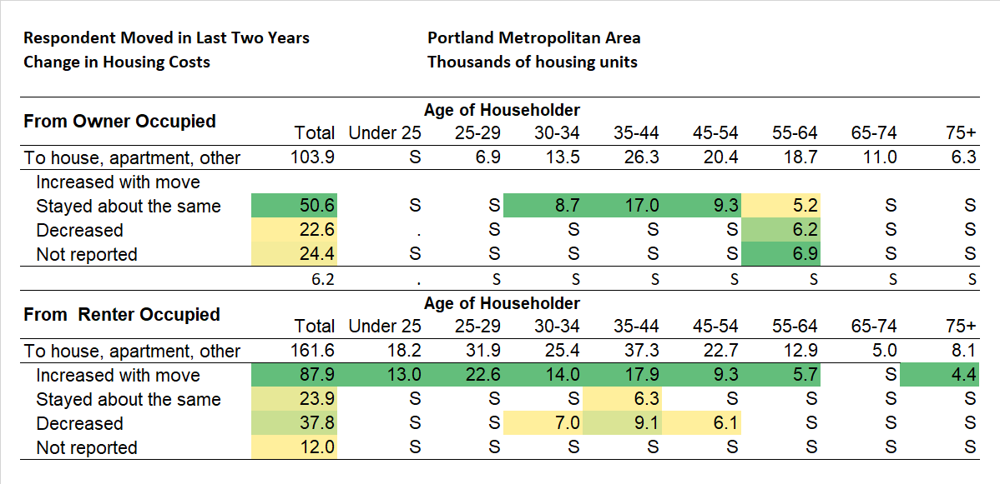 Respondent Moved in Last Two Years Portland Metropolitan Area
Change in Housing Costs Thousands of housing units
From Owner Occupied Age of Householder
Total Under 25 25-29 30-34 35-44 45-54 55-64 65-74 75+
To house, apartment, other 103.9 S 6.9 13.5 26.3 20.4 18.7 11.0 6.3
Increased with move
Stayed about the same 50.6 S S 8.7 17.0 9.3 5.2 S S
Decreased 22.6 . S S S S 6.2 S S
Not reported 24.4 S S S S S 6.9 S S
6.2 . S S S S S S S
From  Renter Occupied Age of Householder
Total Under 25 25-29 30-34 35-44 45-54 55-64 65-74 75+
To house, apartment, other 161.6 18.2 31.9 25.4 37.3 22.7 12.9 5.0 8.1
Increased with move 87.9 13.0 22.6 14.0 17.9 9.3 5.7 S 4.4
Stayed about the same 23.9 S S S 6.3 S S S S
Decreased 37.8 S S 7.0 9.1 6.1 S S S
Not reported 12.0 S S S S S S S S